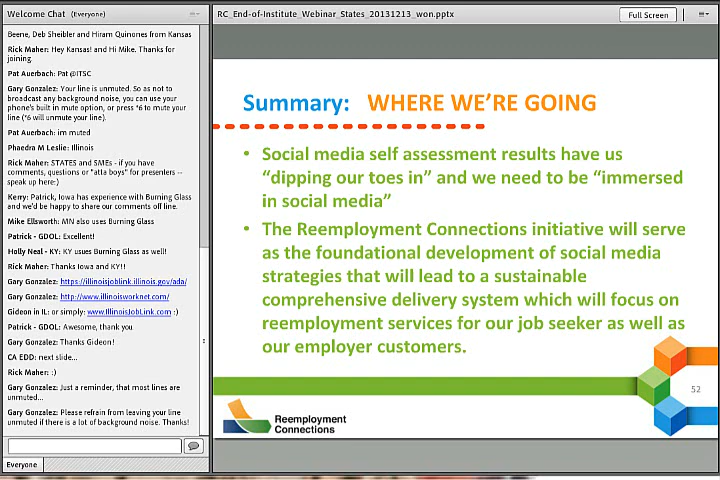 Welcome Chat (Everyone)
Beene, Deb Sheibler and Hiram Quinones from Kansas
Rick Maher: Hey Kansas! and Hi Mike. Thanks for
joining.
Pat Auerbach: Pat @ITSC
Gary Gonzalez: Your line is unmuted. So as not to
broadcast any background noise, you can use your
phone's built in mute option, or press *6 to mute your
line (*6 will unmute your line).
Pat Auerbach: im muted
Phaedra M Leslie: Illinois
Rick Maher: STATES and SMEs - if you have
comments, questions or "atta boys" for presenters --
speak up here:)
Kerry: Patrick, Iowa has experience with Burning Glass
and we'd be happy to share our comments off line.
Mike Ellsworth: MN also uses Burning Glass
Patrick - GDOL: Excellent!
Holly Neal - KY: KY usues Burning Glass as well!
Rick Maher: Thanks Iowa and KY!!
Gary Gonzalez: https://illinoisjoblink.illinois.gov/ada/
Gary Gonzalez: http://www.illinoisworknet.com/
Gideon in IL: or simply: www.IllinoisJobLink.com :)
Patrick - GDOL: Awesome, thank you
Gary Gonzalez: Thanks Gideon!
CA EDD: next slide...
Rick Maher: :)
Gary Gonzalez: Just a reminder, that most lines are
unmuted...
Gary Gonzalez: Please refrain from leaving your line
unmuted if there is a lot of background noise. Thanks!
Everyone
RC_End-of-Institute_Webinar_States_20131213_won.pptx
Full Screen
Summary: WHERE WE'RE GOING
• Social media self assessment results have us
"dipping our toes in" and we need to be "immersed
in social media"
• The Reemployment Connections initiative will serve
as the foundational development of social media
strategies that will lead to a sustainable
comprehensive delivery system which will focus on
reemployment services for our job seeker as well as
our employer customers.
52
Reemployment
Connections